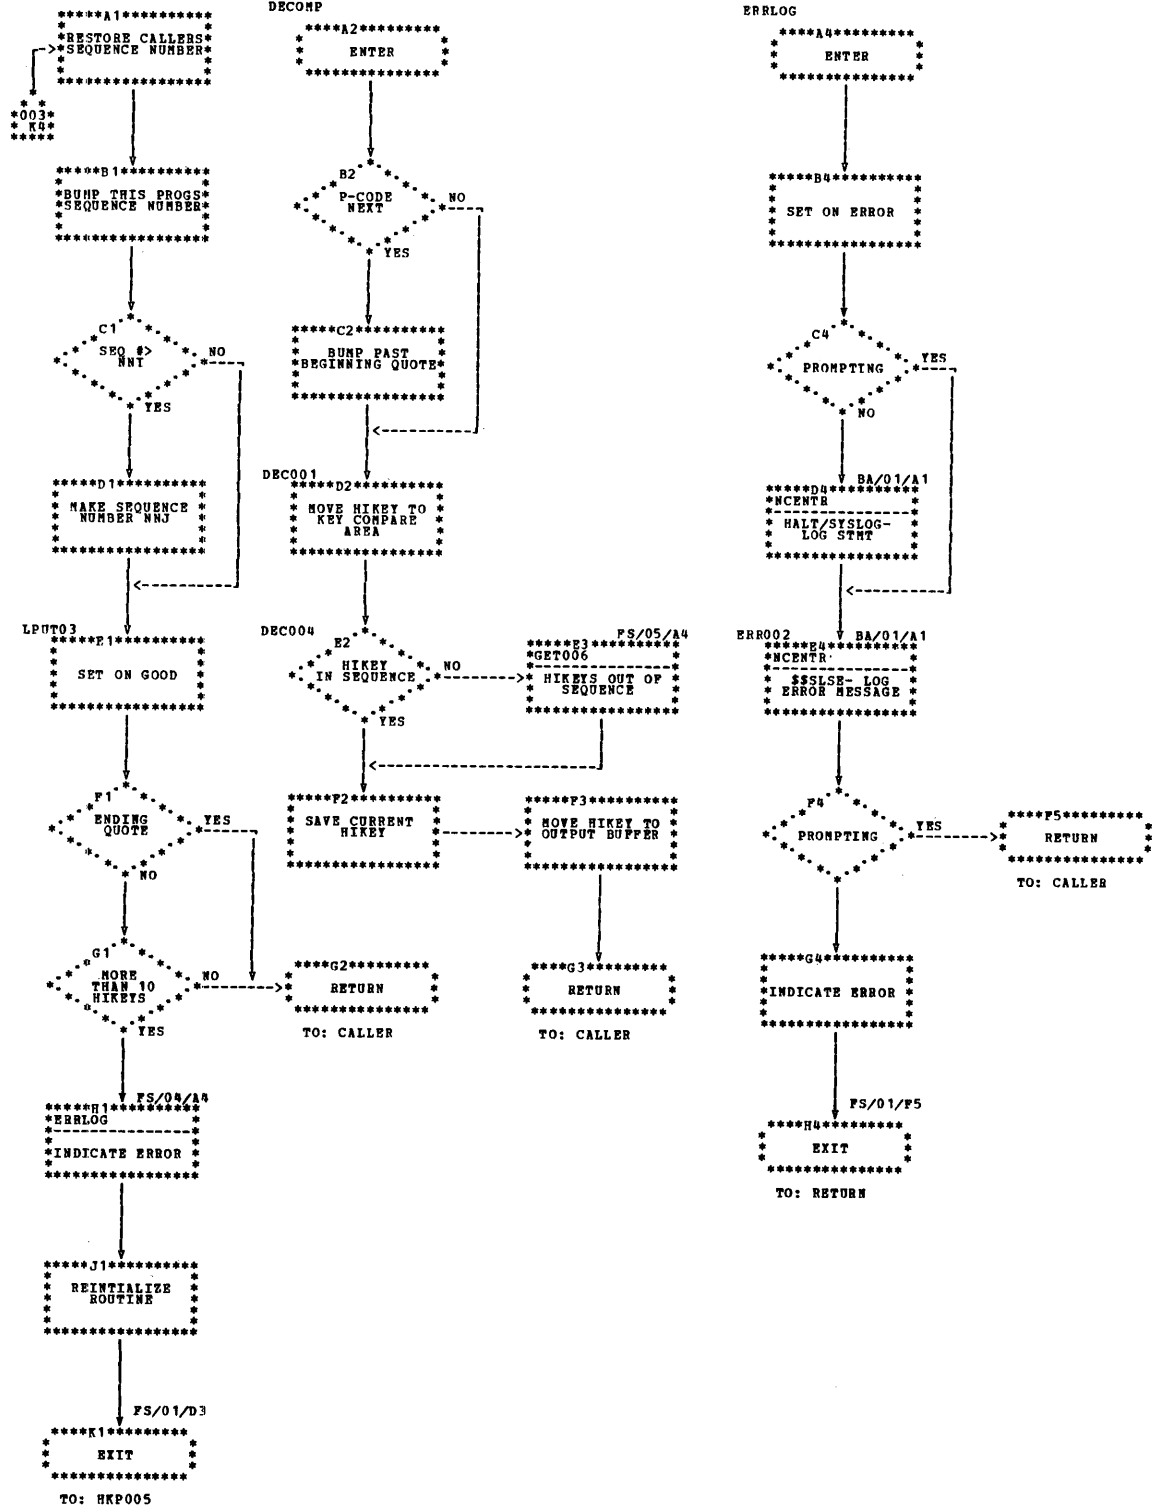 A1
RESTORE CALLERS
SEQUENCE NUMBER
003
K4
B1
BUMP THIS PROGS
SEQUENCE NUMBER
C1
SEQ #>
NNI
NO
YES
D1
MAKE SEQUENCE
NUMBER NNJ
LPUT03
E1
SET ON GOOD
F1
ENDING
QUOTE
YES
NO
G1
MORE
THAN 10
HIKEYS
NO
YES
G2
RETURN
TO: CALLER
FS/04/A4
H1
ERRLOG
INDICATE ERROR
J1
REINTIALIZE
ROUTINE
FS/01/D3
K1
EXIT
TO: HKP005
DECOMP
A2
ENTER
B2
P-CODE
NEXT
NO
YES
C2
BUMP PAST
BEGINNING QUOTE
DEC001
D2
MOVE HIKEY TO
KEY COMPARE
AREA
DEC004
E2
HIKEY
IN SEQUENCE
NO
YES
FS/05/A4
E3
GET006
HIKEYS OUT OF
SEQUENCE
F2
SAVE CURRENT
HIKEY
F3
MOVE HIKEY TO
OUTPUT BUFFER
G3
RETURN
TO: CALLER
ERRLOG
A4
ENTER
B4
SET ON ERROR
C4
PROMPTING
YES
NO
BA/01/A1
D4
NCENTR
HALT/SYSLOG-
LOG STMT
ERR002
BA/01/A1
E4
NCENTR
$$SLSE- LOG
ERROR MESSAGE
F4
PROMPTING
YES
F5
RETURN
TO: CALLER
G4
INDICATE ERROR
FS/01/F5
H4
EXIT
TO: RETURN